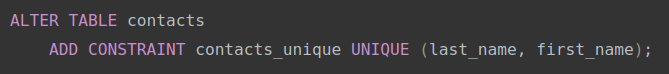 ALTER TABLE contacts
ADD CONSTRAINT contacts_unique UNIQUE (last_name, first_name);